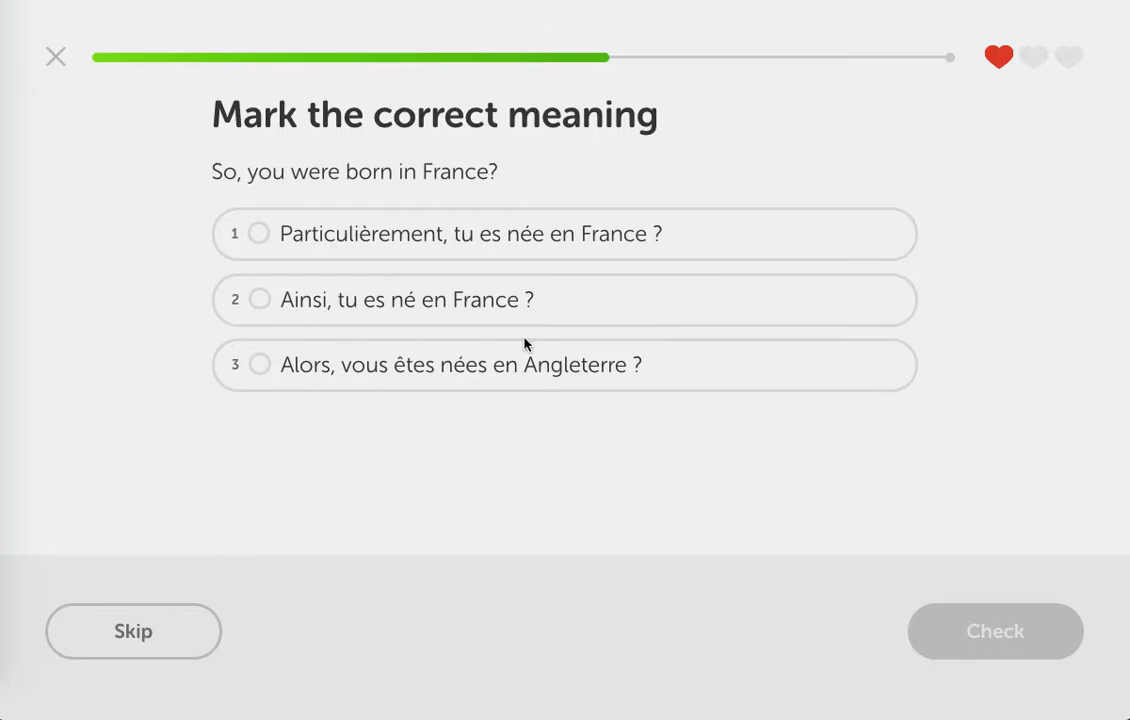 Mark the correct meaning
So, you were born in France?
1 Particulièrement, tu es née en France ?
2 Ainsi, tu es né en France ?
3 Alors, vous êtes nées en Angleterre ?
Skip
Check